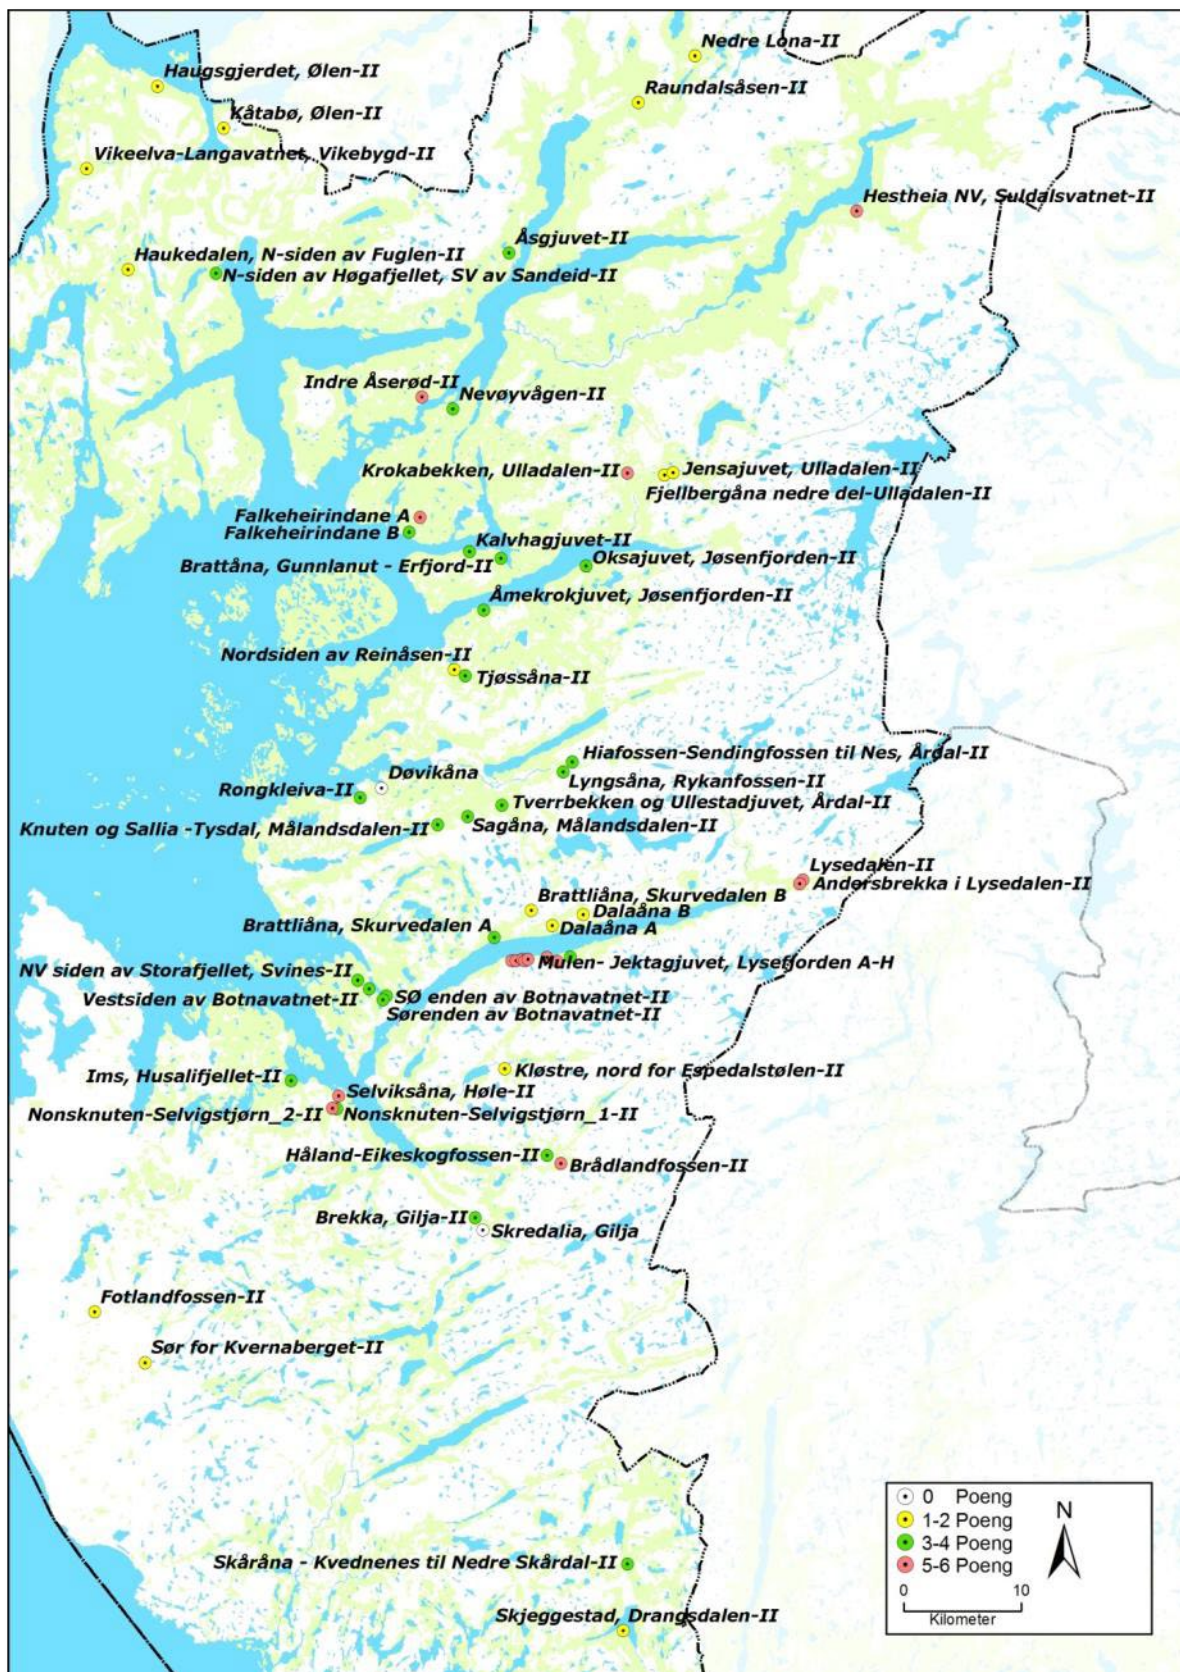 Nedre Lona-II
Haugsgjerdet, Ølen-II
Raundalsåsen-II
Kåtabø, Ølen-II
Vikeelva-Langavatnet, Vikebygd-II
Hestheia NV, Suldalsvatnet-II
Åsgjuvet-II
Haukedalen, N-siden av Fuglen-II
N-siden av Høgafjellet, SV av Sandeid-II
Indre Åserød-II
Nevøyvågen-II
Krokabekken, Ulladalen-II
Jensajuvet, Ulladalen-II
Fjellbergåna nedre del-Ulladalen-II
Falkeheirindane A
Falkeheirindane B
Kalvhagjuvet-II
Brattåna, Gunnlanut - Erfjord-II
Oksajuvet, Jøsenfjorden-II
Åmekrokjuvet, Jøsenfjorden-II
Nordsiden av Reinåsen-II
Tjøssåna-II
Hiafossen-Sendingfossen til Nes, Årdal-II
Døvikåna
Lyngsåna, Rykanfossen-II
Rongkleiva-II
Tverrbekken og Ullestadjuvet, Årdal-II
Knuten og Sallia -Tysdal, Målandsdalen-II
Sagåna, Målandsdalen-II
Lysedalen-II
Andersbrekka i Lysedalen-II
Brattliåna, Skurvedalen B
Dalaåna B
Brattliåna, Skurvedalen A
Dalaåna A
Mulen- Jektagjuvet, Lysefjorden A-H
NV siden av Storafjellet, Svines-II
Vestsiden av Botnavatnet-II
SØ enden av Botnavatnet-II
Sørenden av Botnavatnet-II
Kløstre, nord for Espedalstølen-II
Ims, Husalifjellet-II
Selviksåna, Høle-II
Nonsknuten-Selvigstjørn_2-II
Nonsknuten-Selvigstjørn_1-II
Håland-Eikeskogfossen-II
Brådlandfossen-II
Brekka, Gilja-II
Skredalia, Gilja
Fotlandfossen-II
Sør for Kvernaberget-II
0 Poeng
1-2 Poeng
3-4 Poeng
5-6 Poeng
N
0 10
Kilometer
Skåråna - Kvednenes til Nedre Skårdal-II
Skjeggestad, Drangsdalen-II